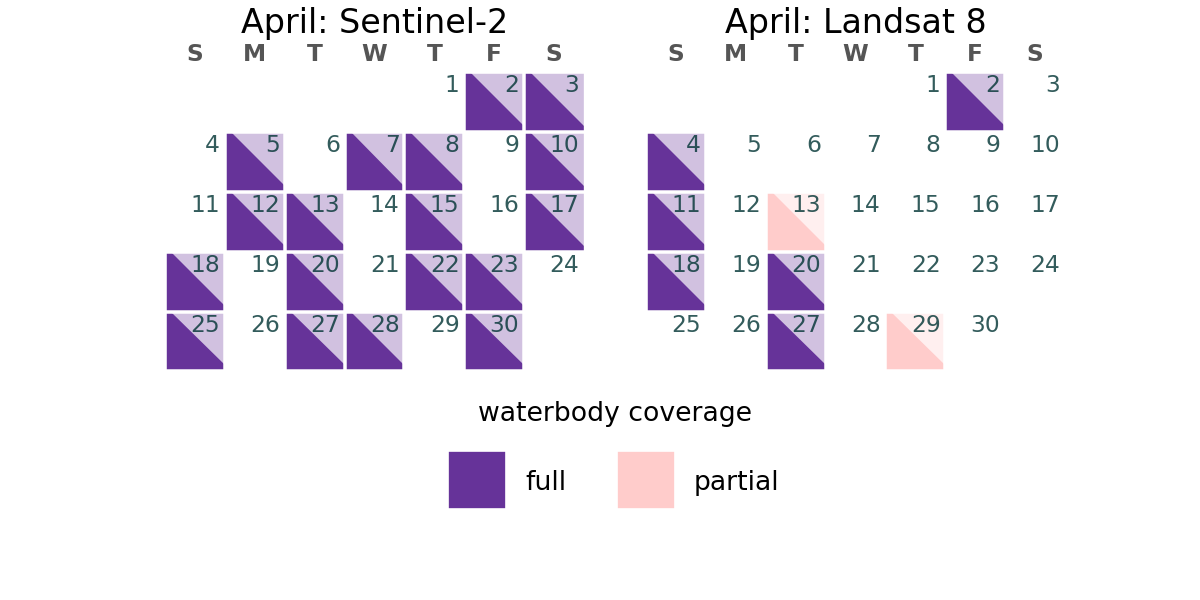 April: Sentinel-2
S M T W T F S
1 2 3
4 5 6 7 8 9 10
11 12 13 14 15 16 17
18 19 20 21 22 23 24
25 26 27 28 29 30
April: Landsat 8
S M T W T F S
1 2 3
4 5 6 7 8 9 10
11 12 13 14 15 16 17
18 19 20 21 22 23 24
25 26 27 28 29 30
waterbody coverage
full
partial